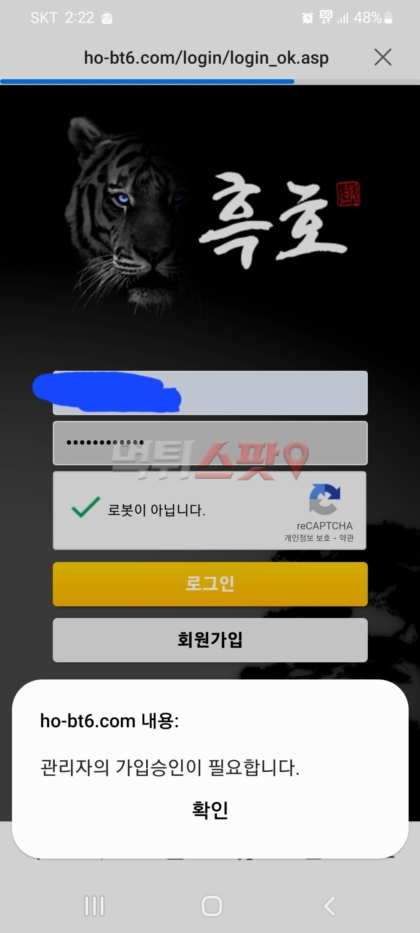 SKT 2:22
5G 48%
ho-bt6.com/login/login_ok.asp
흑호
••••••••••••
먹튀스팟
로봇이 아닙니다.
reCAPTCHA
개인정보 보호 - 약관
로그인
회원가입
ho-bt6.com 내용:
관리자의 가입승인이 필요합니다.
확인